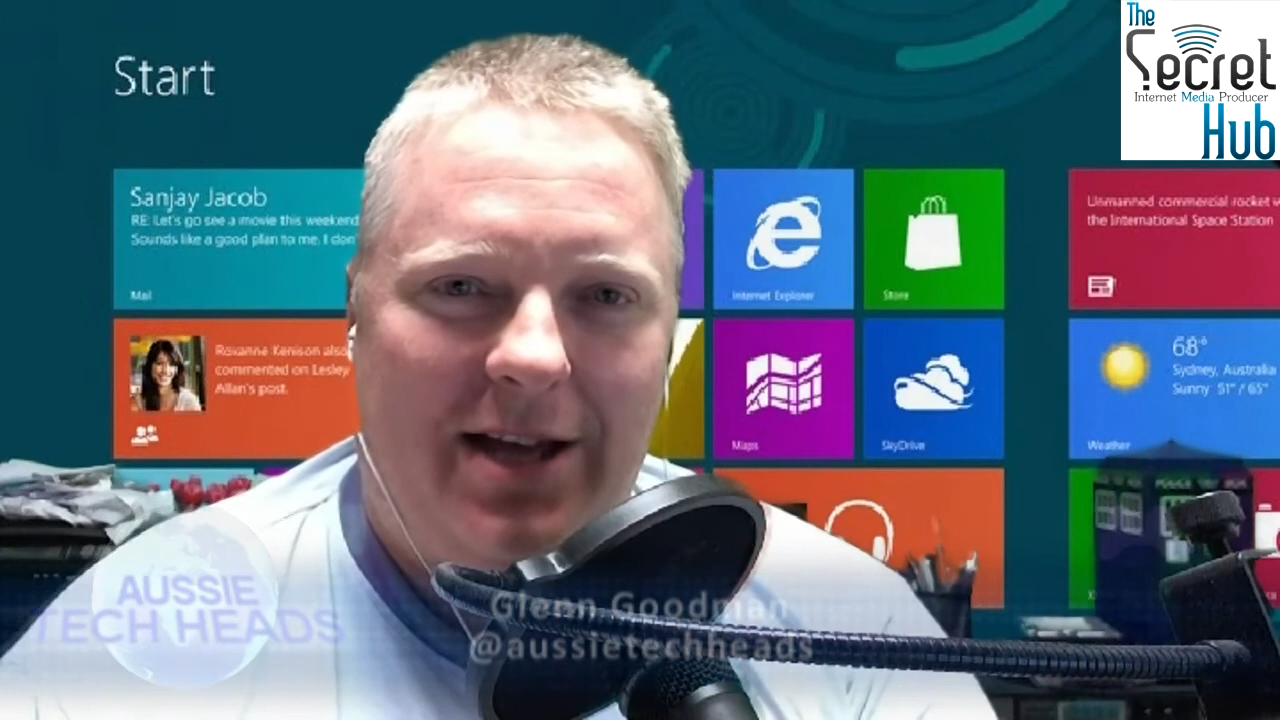 Start
The
Secret
Internet Media Producer
Hub
Sanjay Jacob
RE: Let's go see a movie this weekend
Sounds like a good plan to me. I don'
Mail
Internet Explorer
Store
Unmanned commercial rocket
the International Space Station
Roxanne Kenison also
commented on Lesley
Allan's post.
Maps
SkyDrive
68°
Sydney, Australia
Sunny 51° / 65°
Weather
AUSSIE
TECH HEADS
Glenn Goodman
@aussietechheads